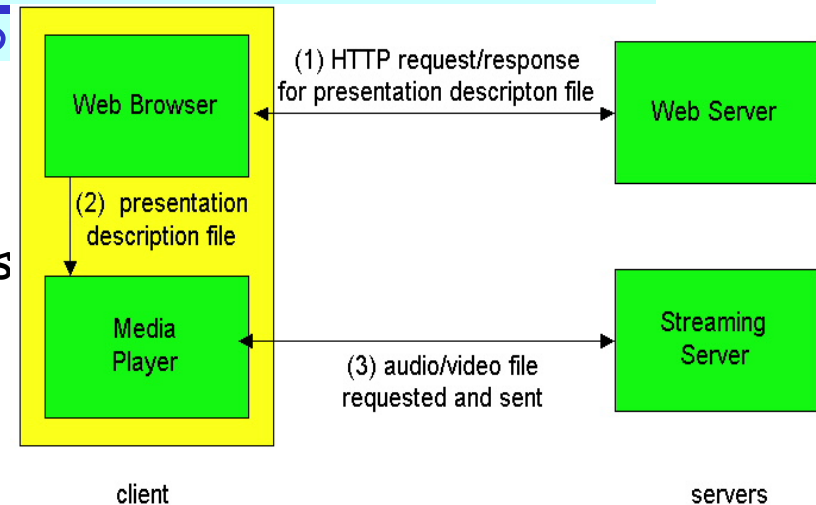 (1) HTTP request/response
for presentation descripton file
Web Browser
Web Server
(2) presentation
description file
s
Media
Player
Streaming
Server
(3) audio/video file
requested and sent
client
servers